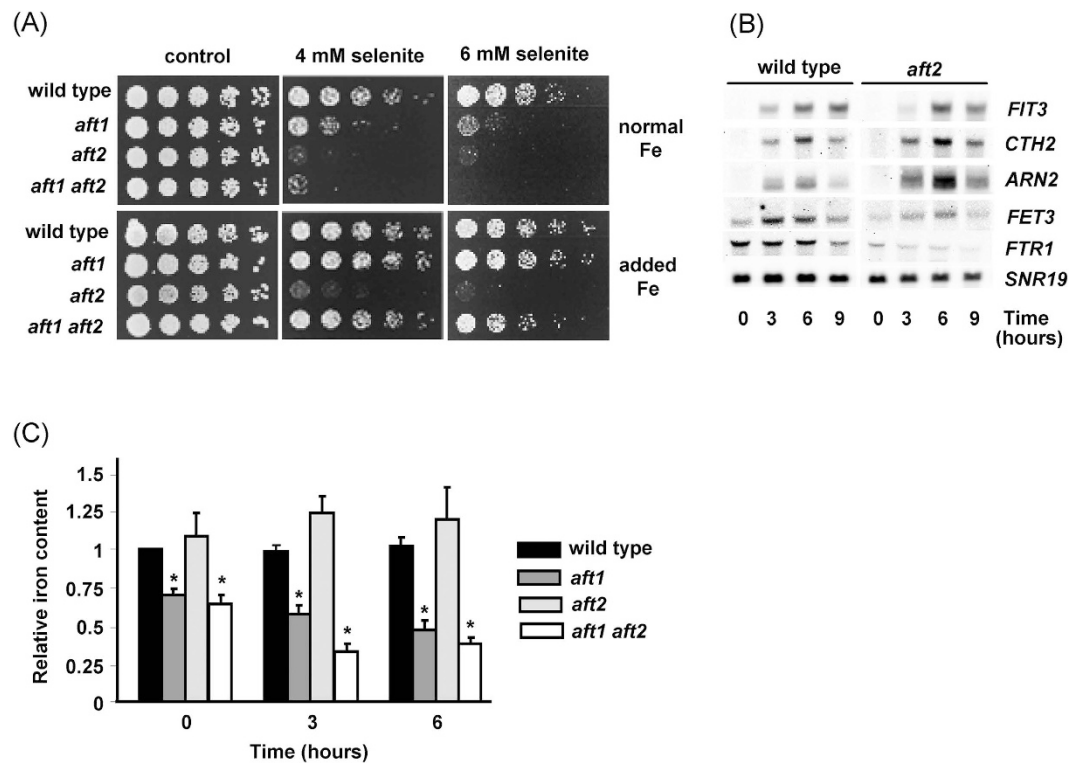 (A)
control 4 mM selenite 6 mM selenite
wild type
aft1
aft2
aft1 aft2
normal
Fe
wild type
aft1
aft2
aft1 aft2
added
Fe
(B)
wild type aft2
FIT3
CTH2
ARN2
FET3
FTR1
SNR19
0 3 6 9 0 3 6 9 Time
(hours)
(C)
Relative iron content
1.5
1.25
1
0.75
0.5
0.25
0
* * * * * *
0 3 6
Time (hours)
wild type
aft1
aft2
aft1 aft2